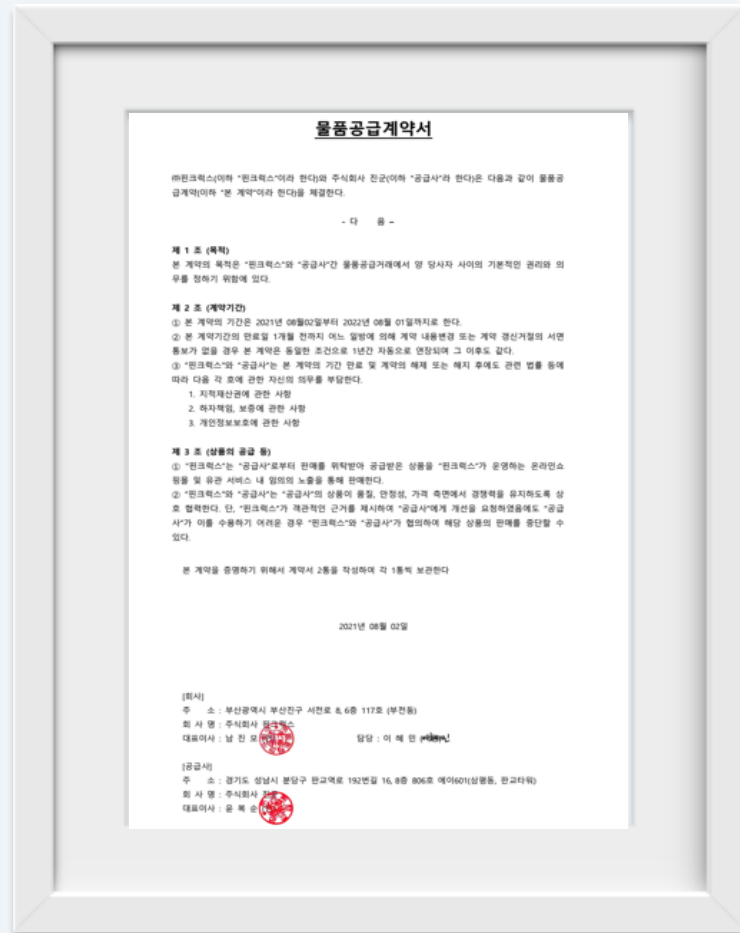 물품공급계약서
㈜핀크럭스(이하 "핀크럭스"이라 한다)와 주식회사 진군(이하 "공급사"라 한다)은 다음과 같이 물품공
급계약(이하 "본 계약"이라 한다)을 체결한다.
- 다 음 –
제 1 조 (목적)
본 계약의 목적은 "핀크럭스"와 "공급사"간 물품공급거래에서 양 당사자 사이의 기본적인 권리와 의
무를 정하기 위함에 있다.
제 2 조 (계약기간)
① 본 계약의 기간은 2021년 08월02일부터 2022년 08월 01일까지로 한다.
② 본 계약기간의 만료일 1개월 전까지 어느 일방에 의해 계약 내용변경 또는 계약 갱신거절의 서면
통보가 없을 경우 본 계약은 동일한 조건으로 1년간 자동으로 연장되며 그 이후도 같다.
③ "핀크럭스"와 "공급사"는 본 계약의 기간 만료 및 계약의 해제 또는 해지 후에도 관련 법률 등에
따라 다음 각 호에 관한 자신의 의무를 부담한다.
1. 지적재산권에 관한 사항
2. 하자책임, 보증에 관한 사항
3. 개인정보보호에 관한 사항
제 3 조 (상품의 공급 등)
① "핀크럭스"는 "공급사"로부터 판매를 위탁받아 공급받은 상품을 "핀크럭스"가 운영하는 온라인쇼
핑몰 및 유관 서비스 내 임의의 노출을 통해 판매한다.
② "핀크럭스"와 "공급사"는 "공급사"의 상품이 품질, 안정성, 가격 측면에서 경쟁력을 유지하도록 상
호 협력한다. 단, "핀크럭스"가 객관적인 근거를 제시하여 "공급사"에게 개선을 요청하였음에도 "공급
사"가 이를 수용하기 어려운 경우 "핀크럭스"와 "공급사"가 협의하여 해당 상품의 판매를 중단할 수
있다.
본 계약을 증명하기 위해서 계약서 2통을 작성하여 각 1통씩 보관한다
2021년 08월 02일
[회사]
주 소 : 부산광역시 부산진구 서전로 8, 6층 117호 (부전동)
회 사 명 : 주식회사 핀크럭스
대표이사 : 남 진 모 담당 : 이 혜 민
[공급사]
주 소 : 경기도 성남시 분당구 판교역로 192번길 16, 8층 806호 에이601(삼평동, 판교타워)
회 사 명 : 주식회사 진군
대표이사 : 윤 복 순